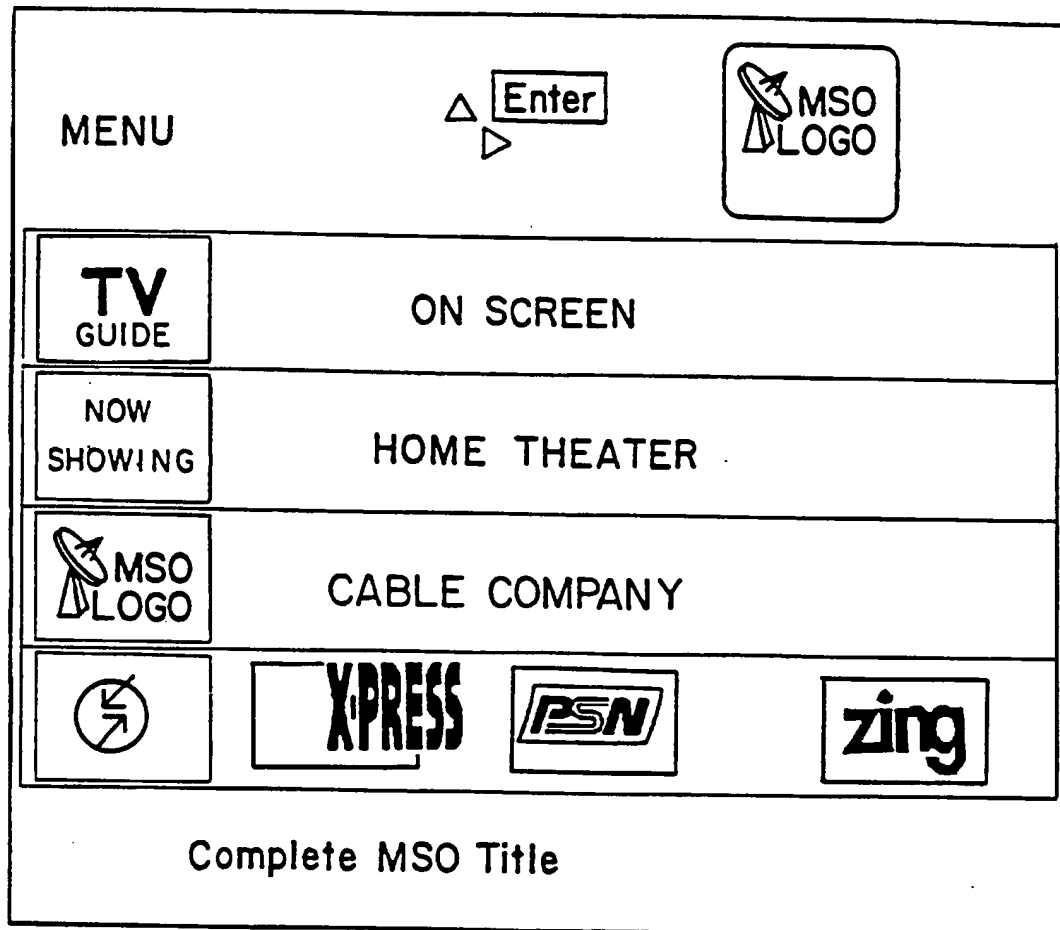 MENU
Enter
MSO
LOGO
TV
GUIDE
ON SCREEN
NOW
SHOWING
HOME THEATER
MSO
LOGO
CABLE COMPANY
X·PRESS
PSN
zing
Complete MSO Title